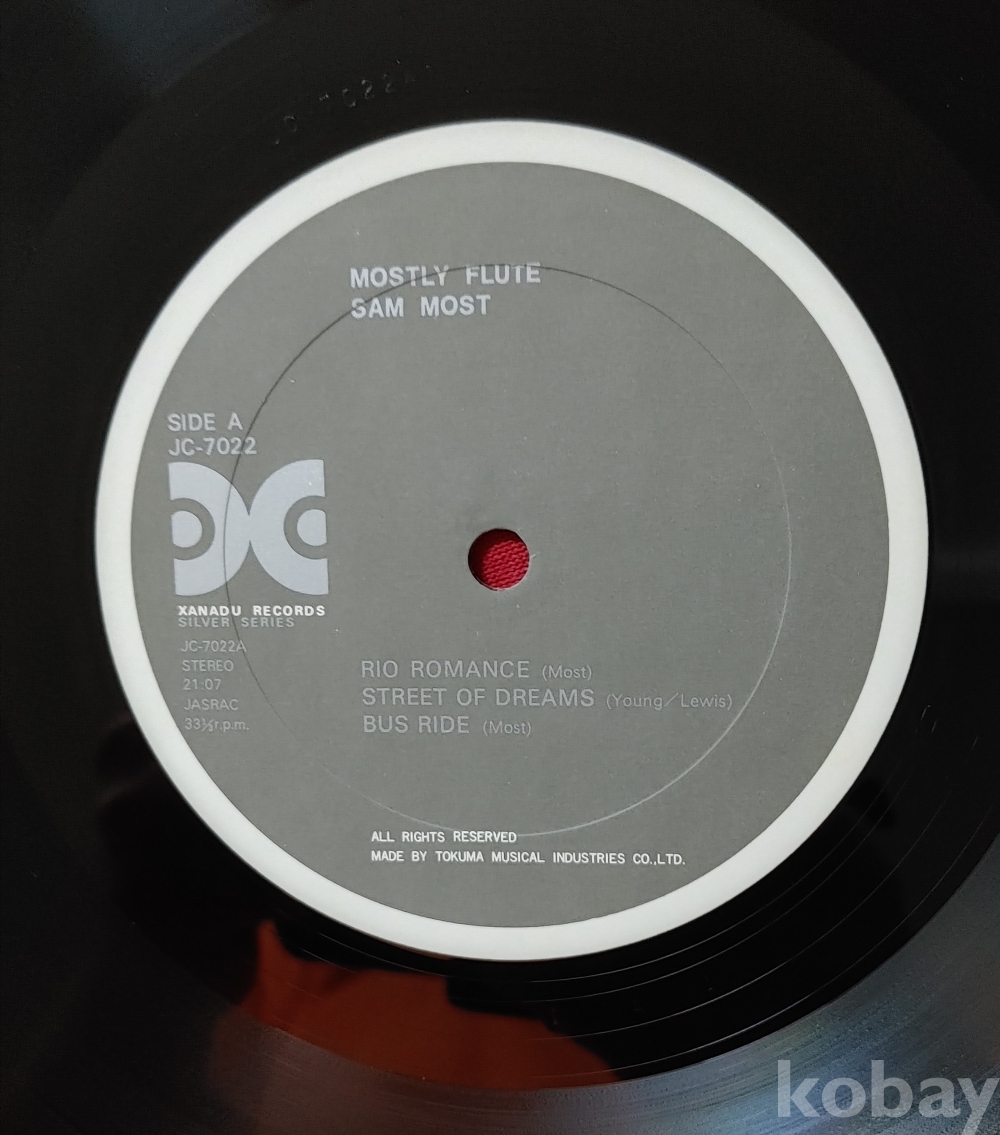 MOSTLY FLUTE
SAM MOST
SIDE A
JC-7022
XANADU RECORDS
SILVER SERIES
JC-7022A
STEREO
21:07
JASRAC
33⅓r.p.m.
RIO ROMANCE (Most)
STREET OF DREAMS (Young/Lewis)
BUS RIDE (Most)
ALL RIGHTS RESERVED
MADE BY TOKUMA MUSICAL INDUSTRIES CO.,LTD.
kobay